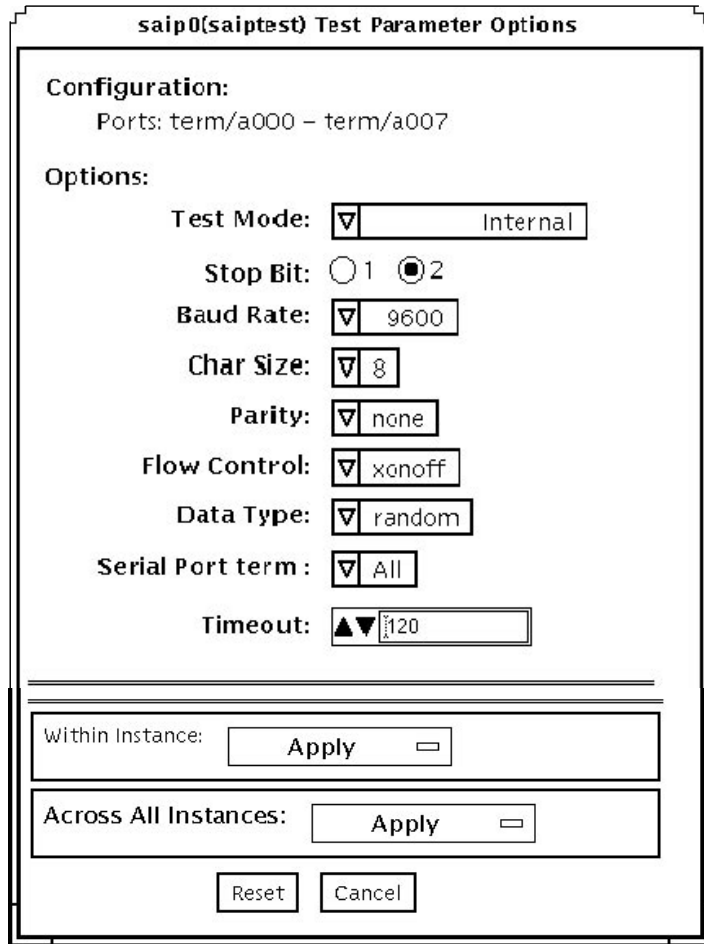 saip0(saiptest) Test Parameter Options
Configuration:
Ports: term/a000 – term/a007
Options:
Test Mode: Internal
Stop Bit: 1 2
Baud Rate: 9600
Char Size: 8
Parity: none
Flow Control: xonoff
Data Type: random
Serial Port term : All
Timeout: 120
Within Instance: Apply
Across All Instances: Apply
Reset Cancel